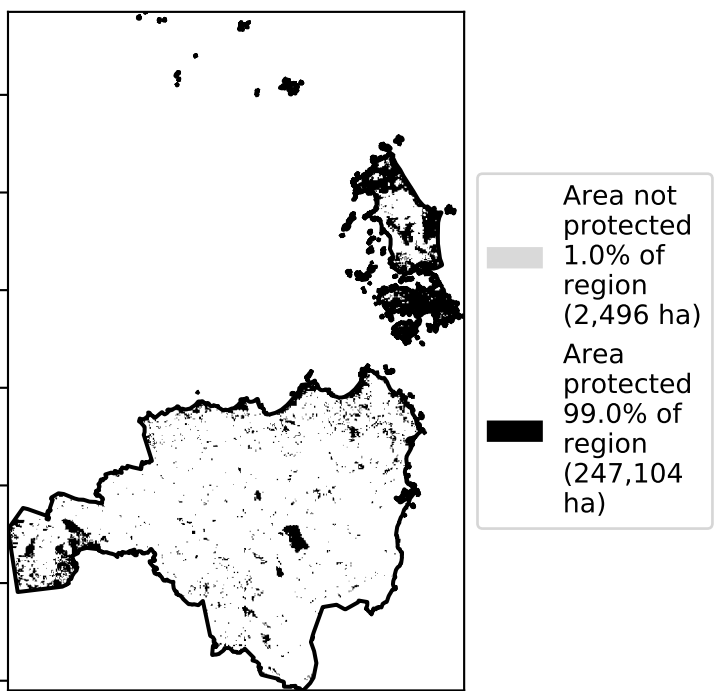 Area not
protected
1.0% of
region
(2,496 ha)
Area
protected
99.0% of
region
(247,104
ha)